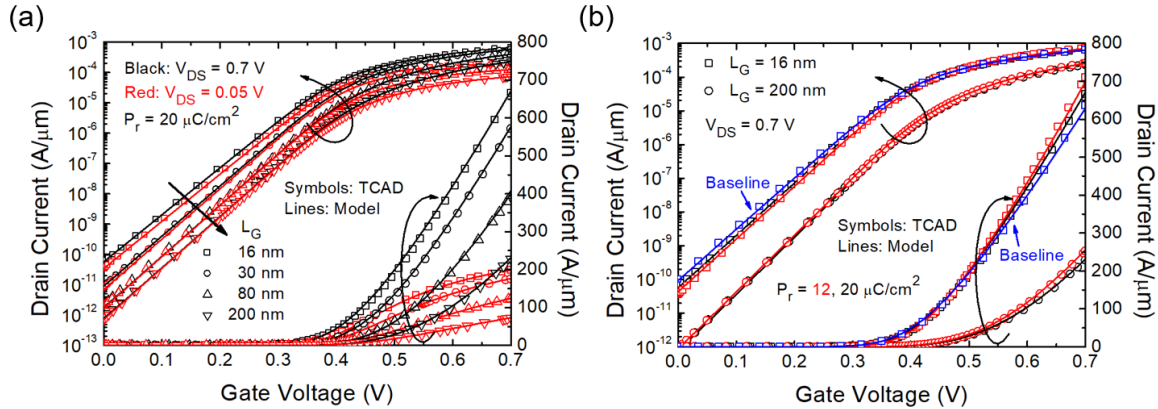 (a)
Drain Current (A/μm)
10⁻³
10⁻⁴
10⁻⁵
10⁻⁶
10⁻⁷
10⁻⁸
10⁻⁹
10⁻¹⁰
10⁻¹¹
10⁻¹²
10⁻¹³
Black: V_DS = 0.7 V
Red: V_DS = 0.05 V
P_r = 20 μC/cm²
Symbols: TCAD
Lines: Model
L_G
16 nm
30 nm
80 nm
200 nm
800
700
600
500
400
300
200
100
0
Drain Current (A/μm)
0.0 0.1 0.2 0.3 0.4 0.5 0.6 0.7
Gate Voltage (V)
(b)
Drain Current (A/μm)
10⁻³
10⁻⁴
10⁻⁵
10⁻⁶
10⁻⁷
10⁻⁸
10⁻⁹
10⁻¹⁰
10⁻¹¹
10⁻¹²
L_G = 16 nm
L_G = 200 nm
V_DS = 0.7 V
Baseline
Symbols: TCAD
Lines: Model
Baseline
P_r = 12, 20 μC/cm²
800
700
600
500
400
300
200
100
0
Drain Current (A/μm)
0.0 0.1 0.2 0.3 0.4 0.5 0.6 0.7
Gate Voltage (V)